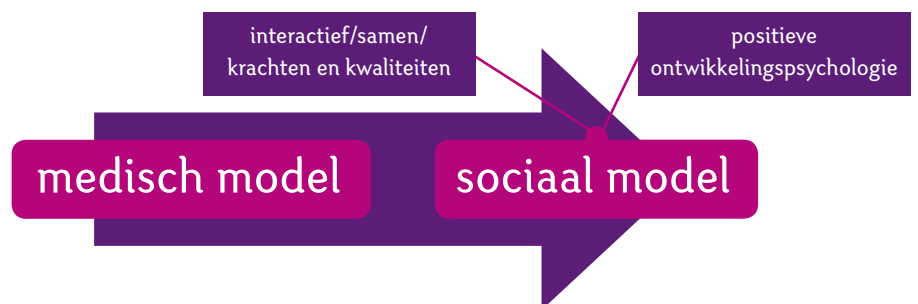 interactief/samen/
krachten en kwaliteiten
positieve
ontwikkelingspsychologie
medisch model
sociaal model